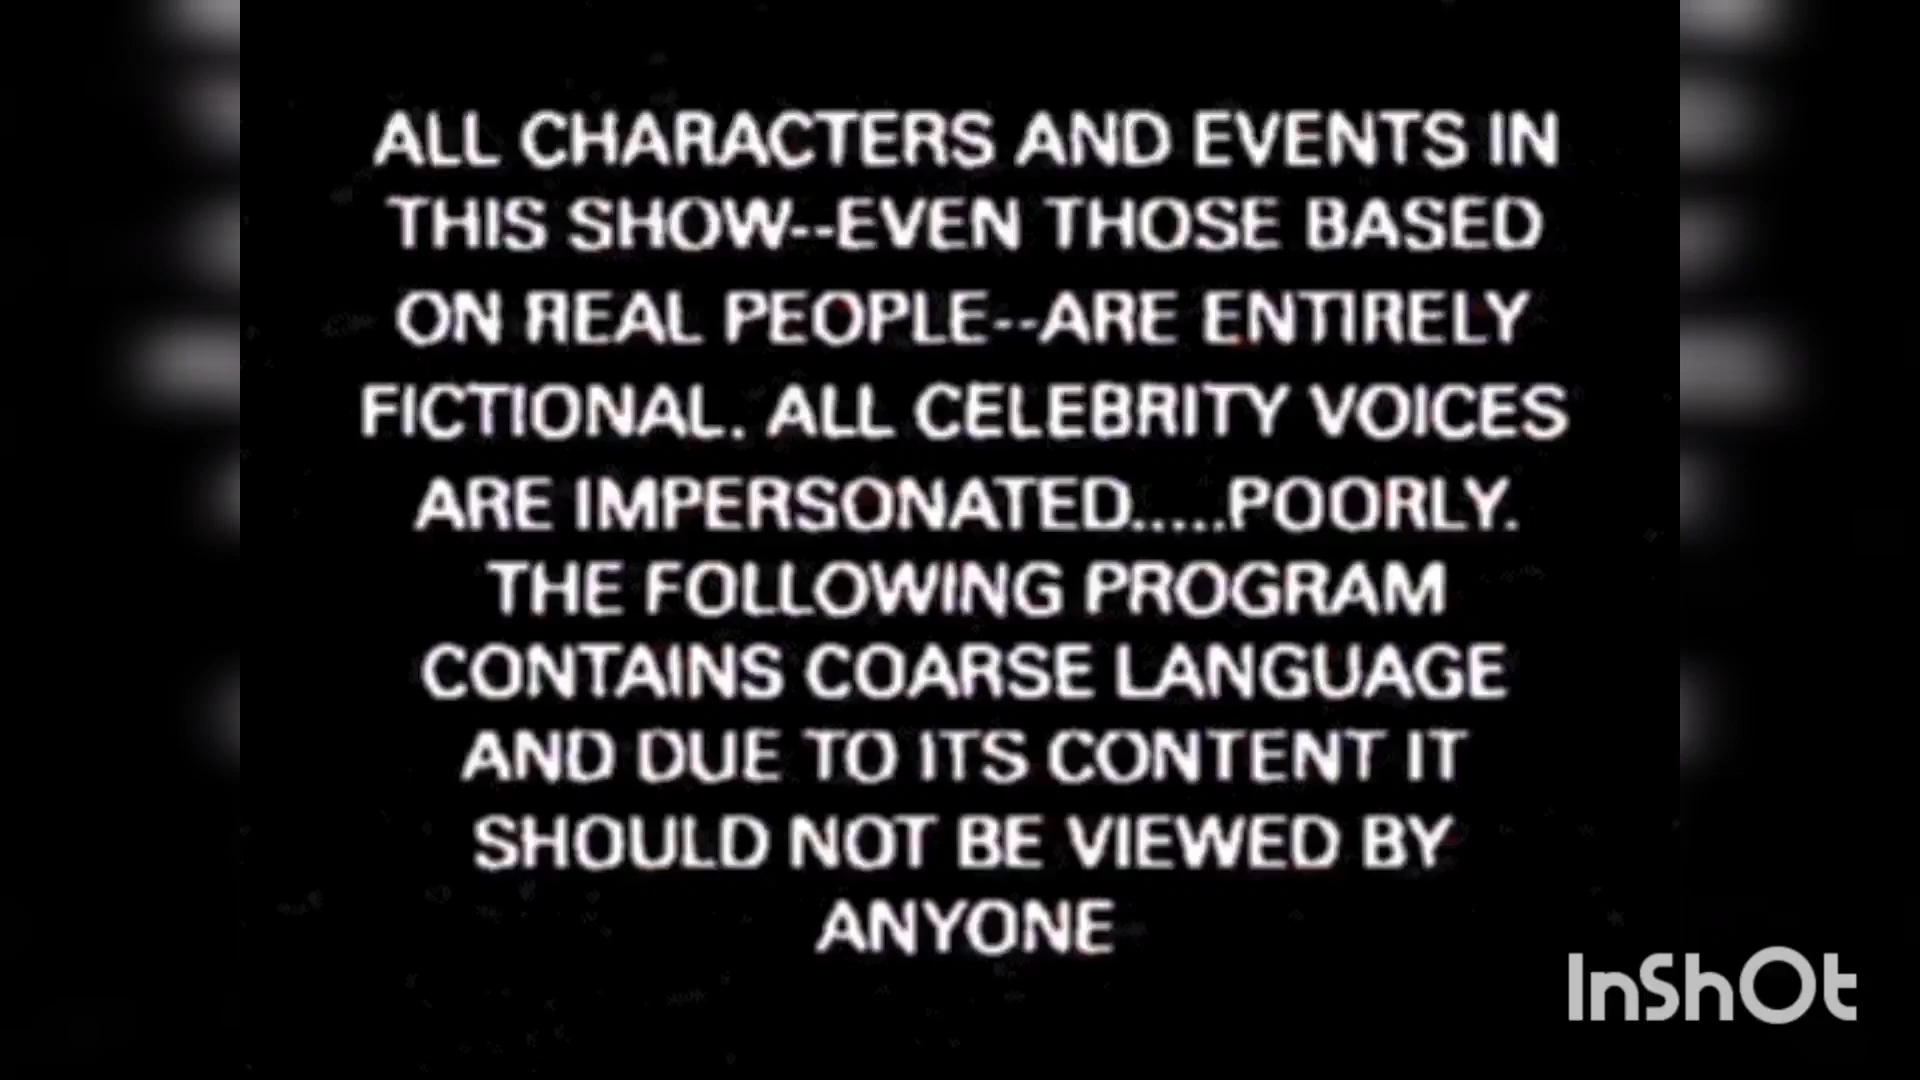 ALL CHARACTERS AND EVENTS IN
THIS SHOW--EVEN THOSE BASED
ON REAL PEOPLE--ARE ENTIRELY
FICTIONAL. ALL CELEBRITY VOICES
ARE IMPERSONATED.....POORLY.
THE FOLLOWING PROGRAM
CONTAINS COARSE LANGUAGE
AND DUE TO ITS CONTENT IT
SHOULD NOT BE VIEWED BY
ANYONE
InShOt